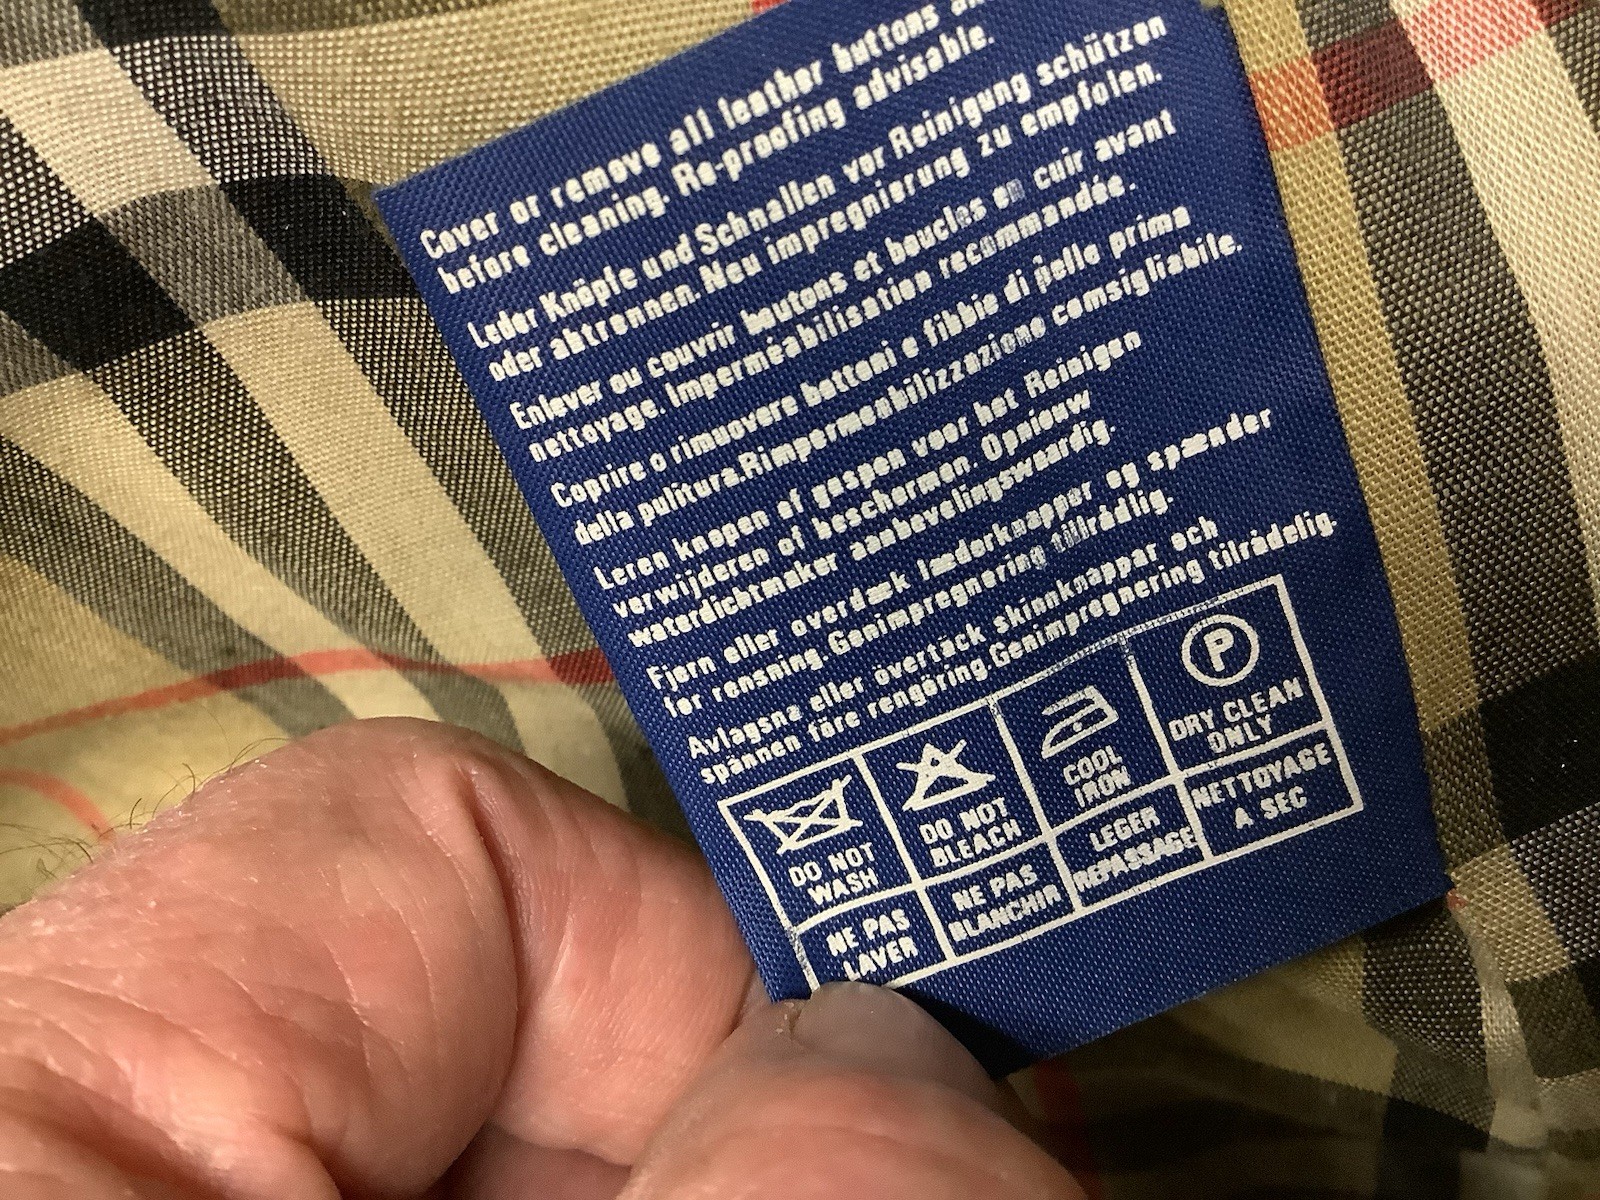 Cover or remove all leather buttons
before cleaning. Re-proofing advisable.
Leder Knöpfe und Schnallen vor Reinigung schützen
oder abtrennen. Neu impregnierung zu empfolen.
Enlever ou couvrir boutons et boucles en cuir avant
nettoyage. Imperméabilisation recommandée.
Coprire o rimuovere bottoni e fibbie di pelle prima
della pulitura. Rimpermeabilizzazione comsigliabile.
Leren knopen of gespen voor het Reinigen
verwijderen of beschermen. Opnieuw
waterdichtmaker aanbevelingswaardig.
Fjern eller overdæk læderknapper og spænder
for rensning. Genimpregnering tillrådlig.
Avlagsna eller övertäck skinnknappar och
spännen före rengöring Genimpregnering tilrådelig.
P
DO NOT WASH
DO NOT BLEACH
COOL IRON
DRY CLEAN ONLY
NE PAS LAVER
NE PAS BLANCHIR
LEGER REPASSAGE
NETTOYAGE A SEC